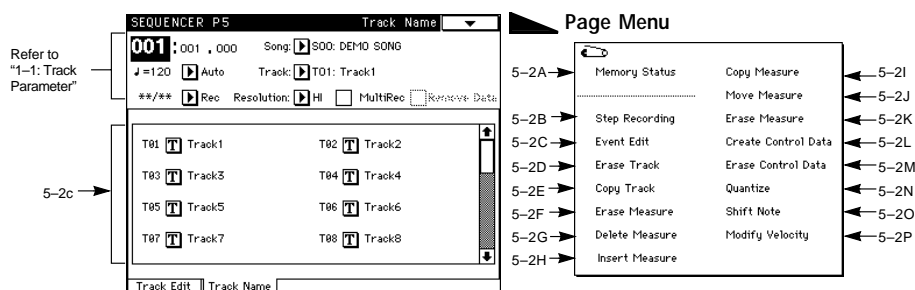 SEQUENCER P5 Track Name
001 : 001 . 000 Song: S00: DEMO SONG
♩=120 Auto Track: T01: Track1
**/** Rec Resolution: HI MultiRec Remove Data
Refer to
“1–1: Track
Parameter”
T01 T Track1 T02 T Track2
T03 T Track3 T04 T Track4
T05 T Track5 T06 T Track6
T07 T Track7 T08 T Track8
5–2c
Track Edit Track Name
Page Menu
5–2A Memory Status
5–2B Step Recording
5–2C Event Edit
5–2D Erase Track
5–2E Copy Track
5–2F Erase Measure
5–2G Delete Measure
5–2H Insert Measure
Copy Measure 5–2I
Move Measure 5–2J
Erase Measure 5–2K
Create Control Data 5–2L
Erase Control Data 5–2M
Quantize 5–2N
Shift Note 5–2O
Modify Velocity 5–2P